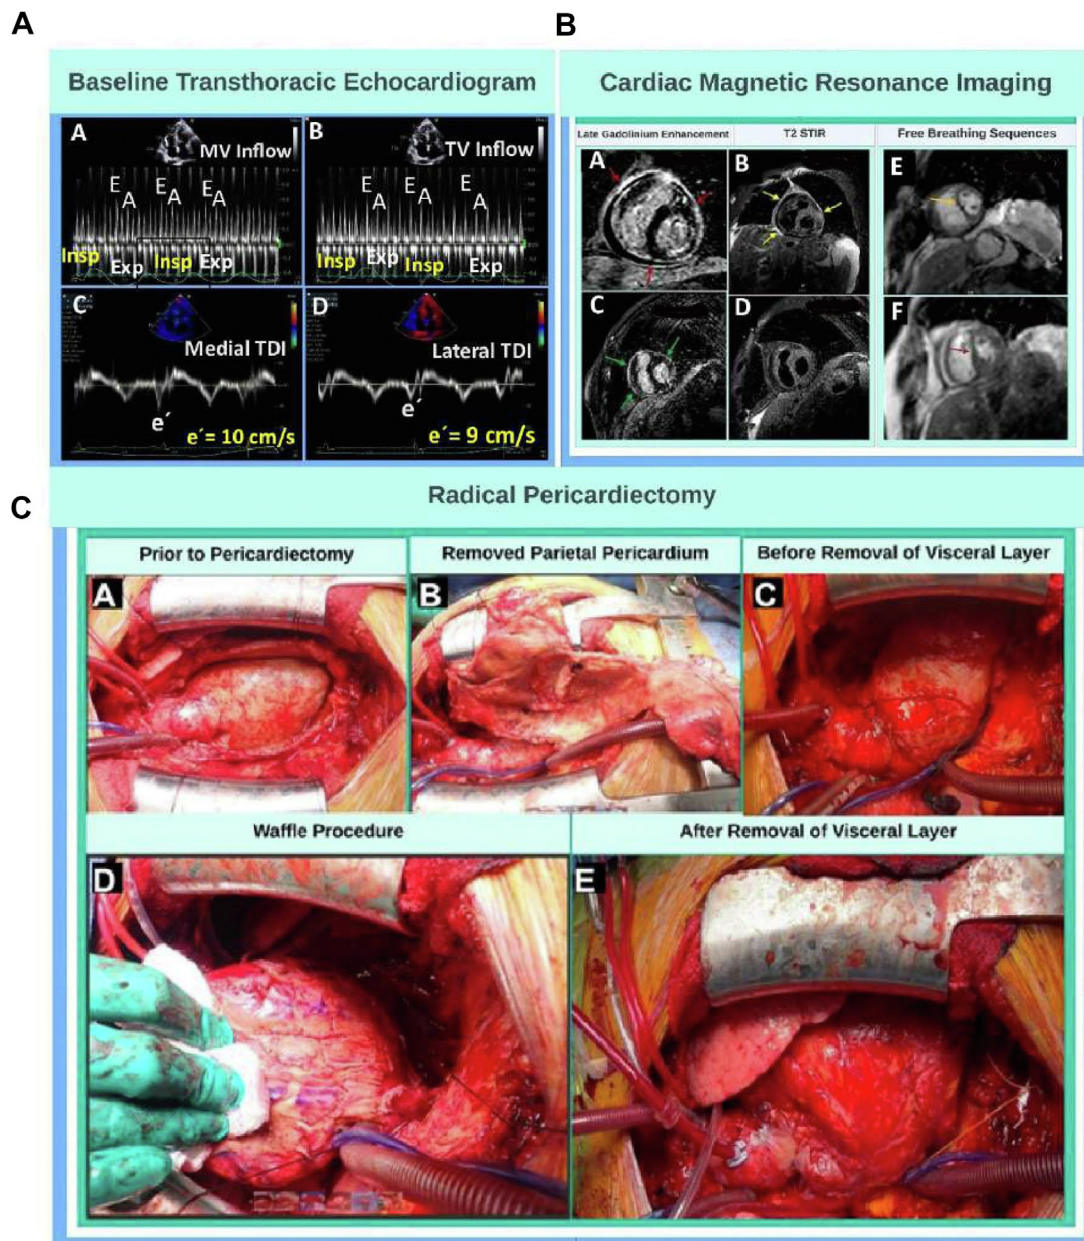 A
B
Baseline Transthoracic Echocardiogram
Cardiac Magnetic Resonance Imaging
A
MV Inflow
E A E A E A
Insp Exp Insp Exp
B
TV Inflow
E A E A E A
Insp Exp Insp Exp
C
Medial TDI
e´
e´= 10 cm/s
D
Lateral TDI
e´
e´= 9 cm/s
Late Gadolinium Enhancement
T2 STIR
Free Breathing Sequences
A
B
E
C
D
F
C
Radical Pericardiectomy
Prior to Pericardiectomy
Removed Parietal Pericardium
Before Removal of Visceral Layer
A
B
C
Waffle Procedure
After Removal of Visceral Layer
D
E